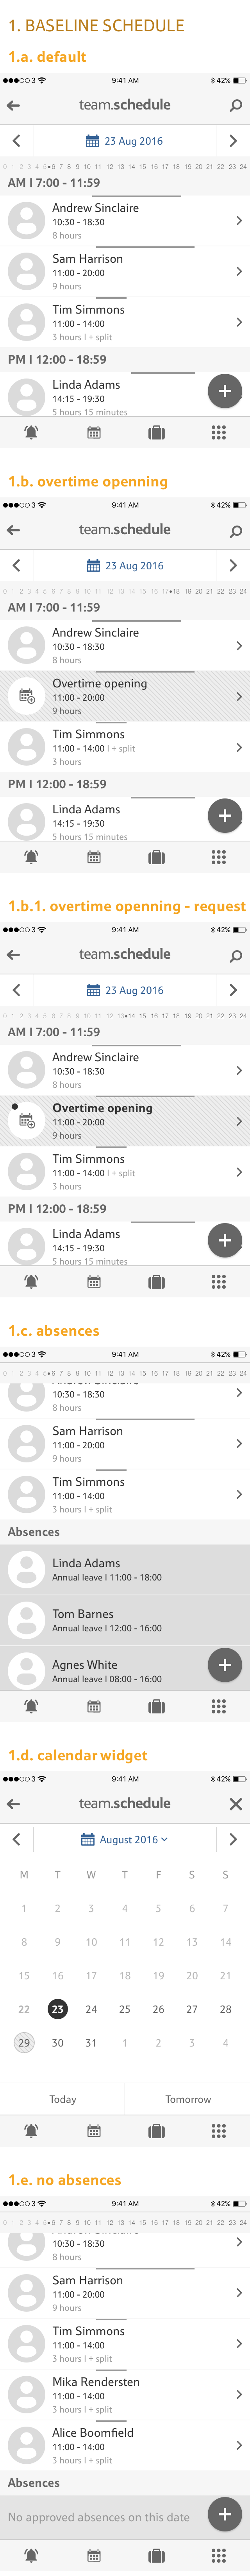 1. BASELINE SCHEDULE
1.a. default
3 9:41 AM 42%
team.schedule
23 Aug 2016
0 1 2 3 4 5 6 7 8 9 10 11 12 13 14 15 16 17 18 19 20 21 22 23 24
AM I 7:00 - 11:59
Andrew Sinclaire
10:30 - 18:30
8 hours
Sam Harrison
11:00 - 20:00
9 hours
Tim Simmons
11:00 - 14:00
3 hours I + split
PM I 12:00 - 18:59
Linda Adams
14:15 - 19:30
5 hours 15 minutes
1.b. overtime openning
3 9:41 AM 42%
team.schedule
23 Aug 2016
0 1 2 3 4 5 6 7 8 9 10 11 12 13 14 15 16 17 18 19 20 21 22 23 24
AM I 7:00 - 11:59
Andrew Sinclaire
10:30 - 18:30
8 hours
Overtime opening
11:00 - 20:00
9 hours
Tim Simmons
11:00 - 14:00 I + split
3 hours
PM I 12:00 - 18:59
Linda Adams
14:15 - 19:30
5 hours 15 minutes
1.b.1. overtime openning - request
3 9:41 AM 42%
team.schedule
23 Aug 2016
0 1 2 3 4 5 6 7 8 9 10 11 12 13 14 15 16 17 18 19 20 21 22 23 24
AM I 7:00 - 11:59
Andrew Sinclaire
10:30 - 18:30
8 hours
Overtime opening
11:00 - 20:00
9 hours
Tim Simmons
11:00 - 14:00 I + split
3 hours
PM I 12:00 - 18:59
Linda Adams
14:15 - 19:30
5 hours 15 minutes
1.c. absences
3 9:41 AM 42%
0 1 2 3 4 5 6 7 8 9 10 11 12 13 14 15 16 17 18 19 20 21 22 23 24
Andrew Sinclaire
10:30 - 18:30
8 hours
Sam Harrison
11:00 - 20:00
9 hours
Tim Simmons
11:00 - 14:00
3 hours I + split
Absences
Linda Adams
Annual leave I 11:00 - 18:00
Tom Barnes
Annual leave I 12:00 - 16:00
Agnes White
Annual leave I 08:00 - 16:00
1.d. calendar widget
3 9:41 AM 42%
team.schedule
August 2016
M T W T F S S
1 2 3 4 5 6 7
8 9 10 11 12 13 14
15 16 17 18 19 20 21
22 23 24 25 26 27 28
29 30 31 1 2 3 4
Today Tomorrow
1.e. no absences
3 9:41 AM 42%
0 1 2 3 4 5 6 7 8 9 10 11 12 13 14 15 16 17 18 19 20 21 22 23 24
Andrew Sinclaire
10:30 - 18:30
8 hours
Sam Harrison
11:00 - 20:00
9 hours
Tim Simmons
11:00 - 14:00
3 hours I + split
Mika Rendersten
11:00 - 14:00
3 hours I + split
Alice Boomfield
11:00 - 14:00
3 hours I + split
Absences
No approved absences on this date